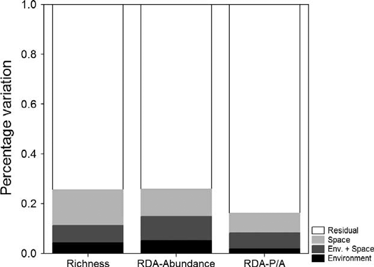 1.0
0.8
0.6
0.4
0.2
0.0
Percentage variation
Richness RDA-Abundance RDA-P/A
Residual
Space
Env. + Space
Environment